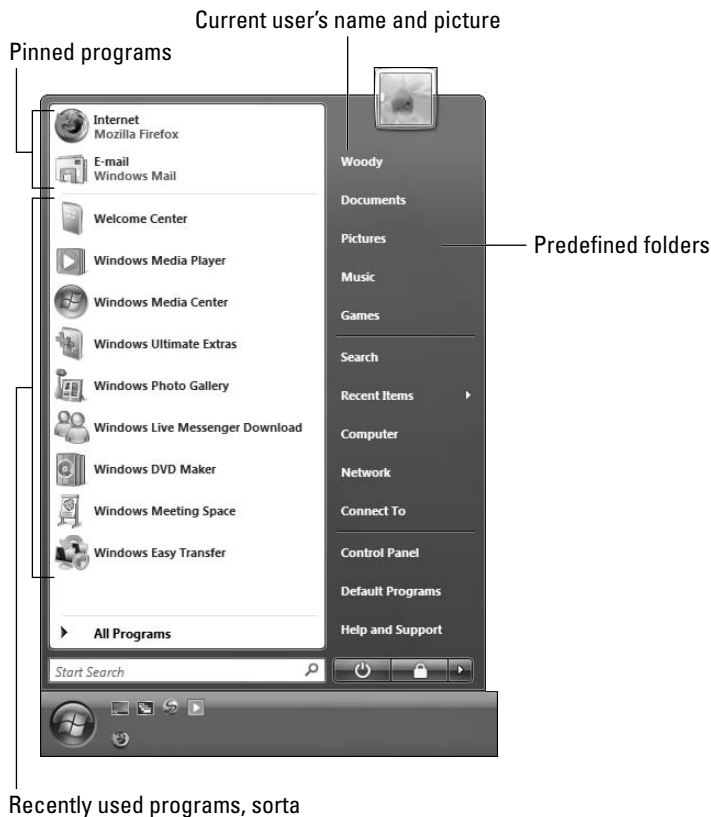 Current user's name and picture
Pinned programs
Internet
Mozilla Firefox
E-mail
Windows Mail
Welcome Center
Windows Media Player
Windows Media Center
Windows Ultimate Extras
Windows Photo Gallery
Windows Live Messenger Download
Windows DVD Maker
Windows Meeting Space
Windows Easy Transfer
All Programs
Start Search
Woody
Documents
Pictures
Music
Games
Search
Recent Items
Computer
Network
Connect To
Control Panel
Default Programs
Help and Support
Predefined folders
Recently used programs, sorta